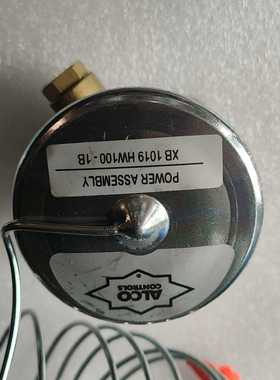 POWER ASSEMBLY
XB 1019 HW100 - 1B
ALCO
CONTROLS